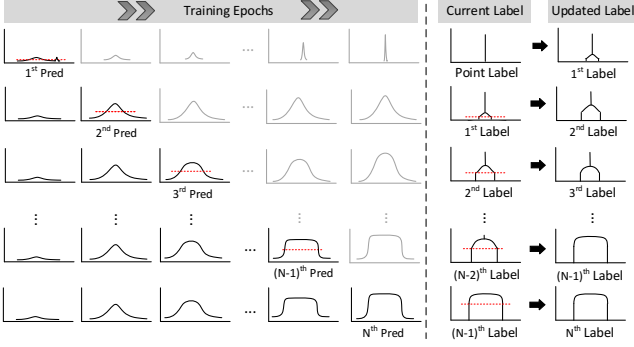 Training Epochs
Current Label
Updated Label
...
1st Pred
Point Label
1st Label
...
2nd Pred
1st Label
2nd Label
...
3rd Pred
2nd Label
3rd Label
...
(N-1)th Pred
(N-2)th Label
(N-1)th Label
...
Nth Pred
(N-1)th Label
Nth Label